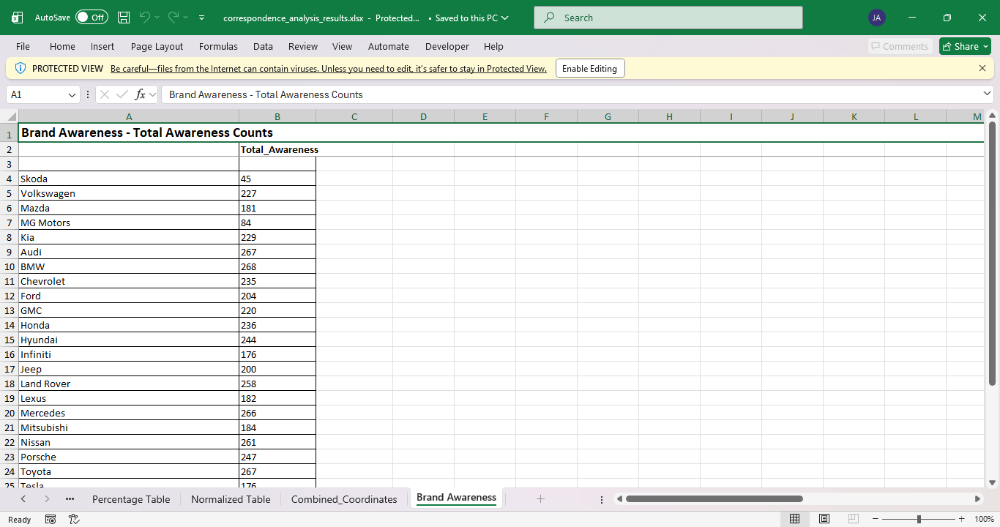 AutoSave Off correspondence_analysis_results.xlsx - Protected... • Saved to this PC Search JA
File Home Insert Page Layout Formulas Data Review View Automate Developer Help Comments Share
PROTECTED VIEW Be careful—files from the Internet can contain viruses. Unless you need to edit, it's safer to stay in Protected View. Enable Editing
A1 fx Brand Awareness - Total Awareness Counts
A B C D E F G H I J K L M
1 Brand Awareness - Total Awareness Counts
2 Total_Awareness
3
4 Skoda 45
5 Volkswagen 227
6 Mazda 181
7 MG Motors 84
8 Kia 229
9 Audi 267
10 BMW 268
11 Chevrolet 235
12 Ford 204
13 GMC 220
14 Honda 236
15 Hyundai 244
16 Infiniti 176
17 Jeep 200
18 Land Rover 258
19 Lexus 182
20 Mercedes 266
21 Mitsubishi 184
22 Nissan 261
23 Porsche 247
24 Toyota 267
25 Tesla 176
Percentage Table Normalized Table Combined_Coordinates Brand Awareness
Ready 100%